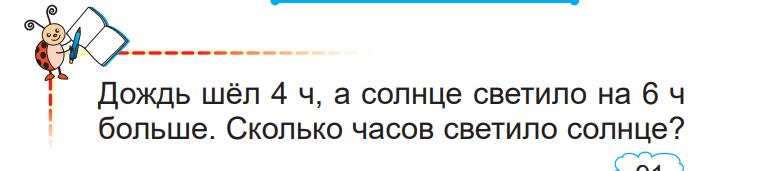 Дождь шёл 4 ч, а солнце светило на 6 ч
больше. Сколько часов светило солнце?